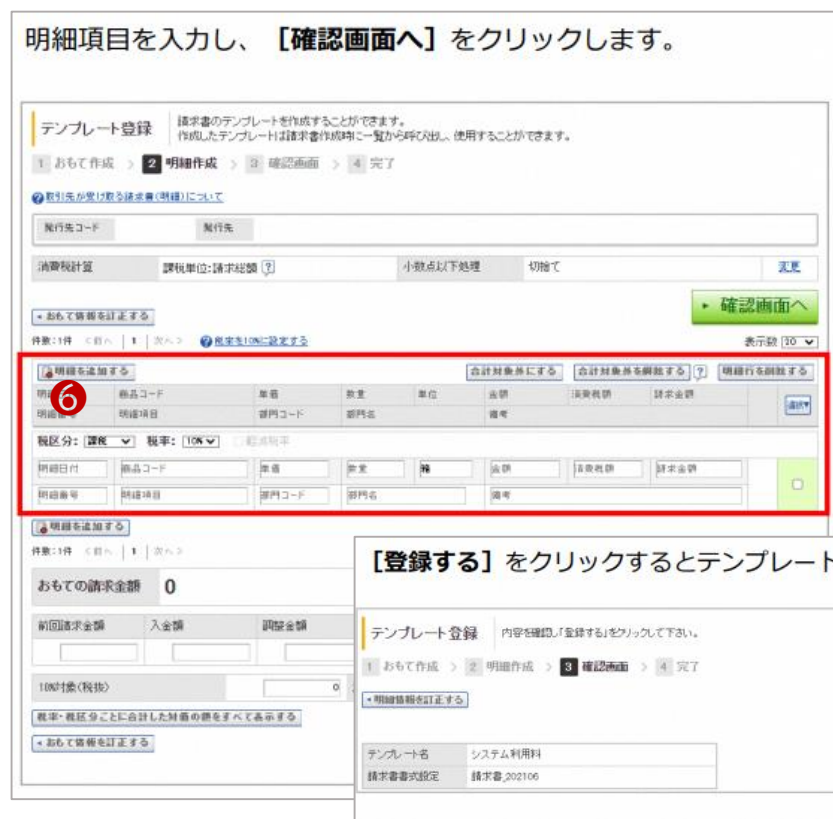 明細項目を入力し、［確認画面へ］をクリックします。
テンプレート登録
請求書のテンプレートを作成することができます。
作成したテンプレートは請求書作成時に一覧から呼び出し、使用することができます。
1 おもて作成 > 2 明細作成 > 3 確認画面 > 4 完了
?取引先が受け取る請求書(明細)について
発行先コード 発行先
消費税計算 課税単位:請求総額 ? 小数点以下処理 切捨て 変更
確認画面へ
おもて情報を訂正する
件数:1件 <前へ | 1 | 次へ> ?税率を10%に設定する 表示数 20
明細を追加する 合計対象外にする 合計対象外を解除する ? 明細行を削除する
6
商品コード 単価 数量 単位 金額 消費税額 請求金額
明細項目 部門コード 部門名 備考
選択▼
税区分: 課税 税率: 10% 軽減税率
明細日付 商品コード 単価 数量 金額 消費税額 請求金額
明細番号 明細項目 部門コード 部門名 備考
明細を追加する
件数:1件 <前へ | 1 | 次へ>
おもての請求金額 0
前回請求金額 入金額 調整金額
10%対象(税抜) 0
税率・税区分ごとに合計した対価の額をすべて表示する
おもて情報を訂正する
［登録する］をクリックするとテンプレート
テンプレート登録 内容を確認し「登録する」をクリックして下さい。
1 おもて作成 > 2 明細作成 > 3 確認画面 > 4 完了
明細情報を訂正する
テンプレート名 システム利用料
請求書書式設定 請求書_202106